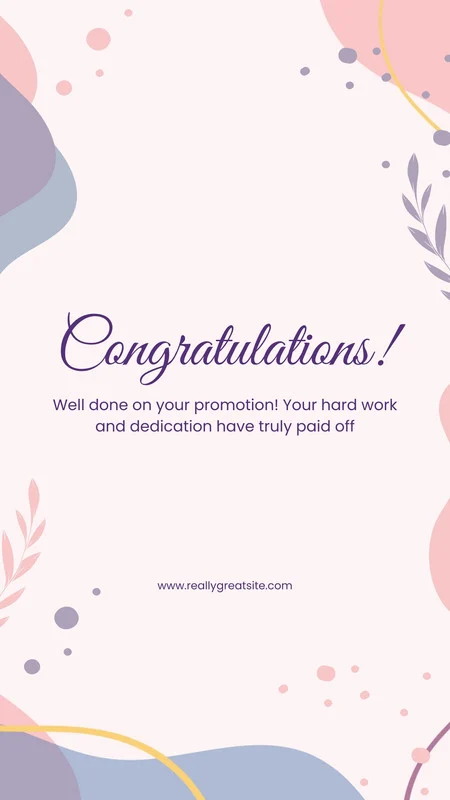 Congratulations!
Well done on your promotion! Your hard work
and dedication have truly paid off
www.reallygreatsite.com